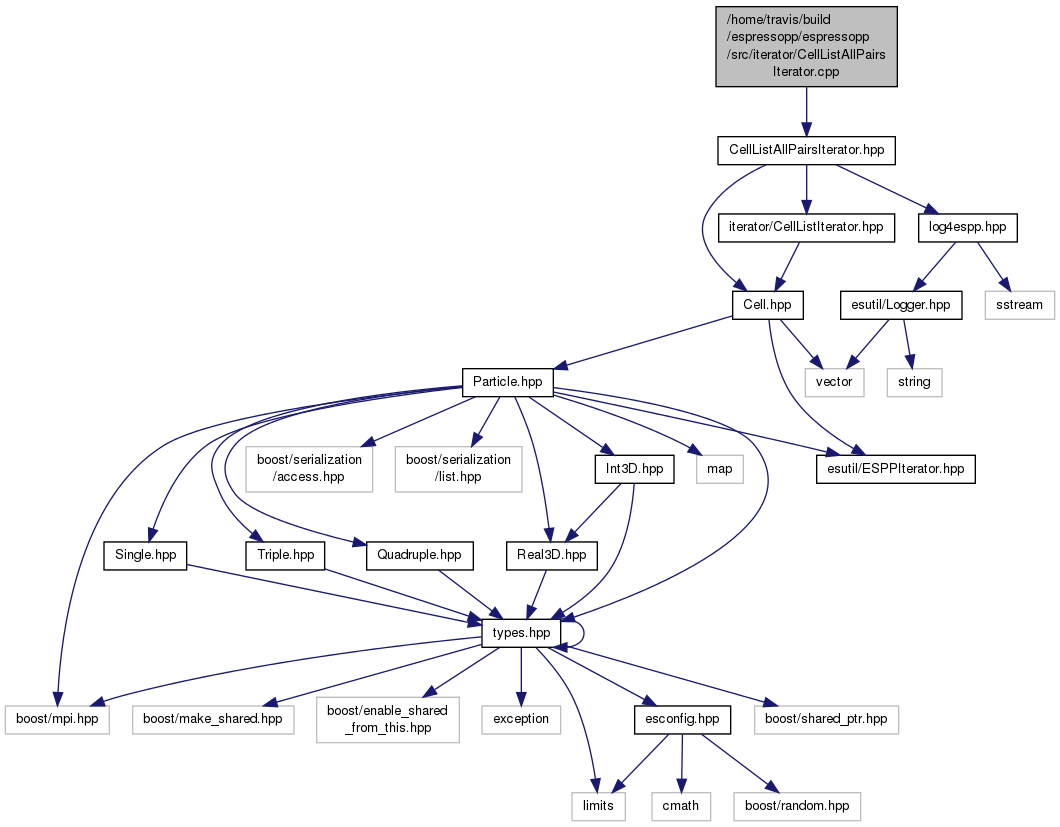 /home/travis/build
/espressopp/espressopp
/src/iterator/CellListAllPairs
Iterator.cpp
CellListAllPairsIterator.hpp
iterator/CellListIterator.hpp
log4espp.hpp
Cell.hpp
esutil/Logger.hpp
sstream
Particle.hpp
vector
string
boost/serialization
/access.hpp
boost/serialization
/list.hpp
Int3D.hpp
map
esutil/ESPPIterator.hpp
Single.hpp
Triple.hpp
Quadruple.hpp
Real3D.hpp
types.hpp
boost/mpi.hpp
boost/make_shared.hpp
boost/enable_shared
_from_this.hpp
exception
esconfig.hpp
boost/shared_ptr.hpp
limits
cmath
boost/random.hpp